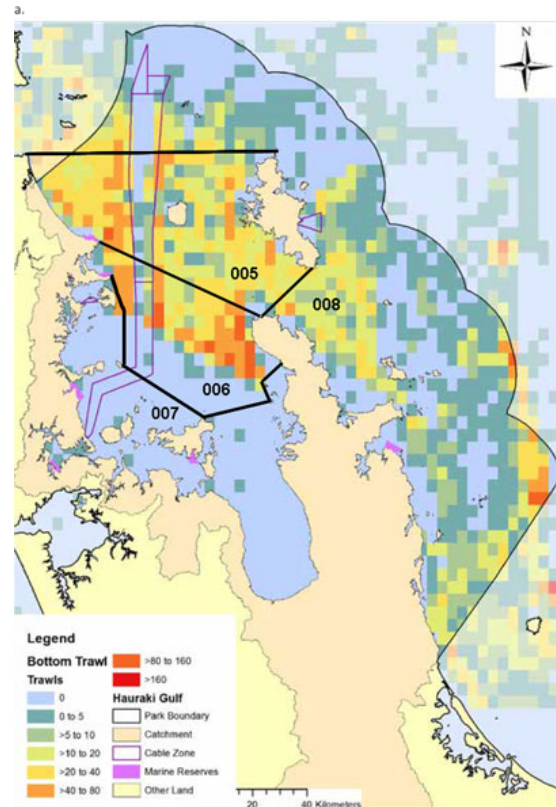 a.
N
005
008
006
007
Legend
Bottom Trawl
Trawls
0
0 to 5
>5 to 10
>10 to 20
>20 to 40
>40 to 80
>80 to 160
>160
Hauraki Gulf
Park Boundary
Catchment
Cable Zone
Marine Reserves
Other Land
20 40 Kilometers